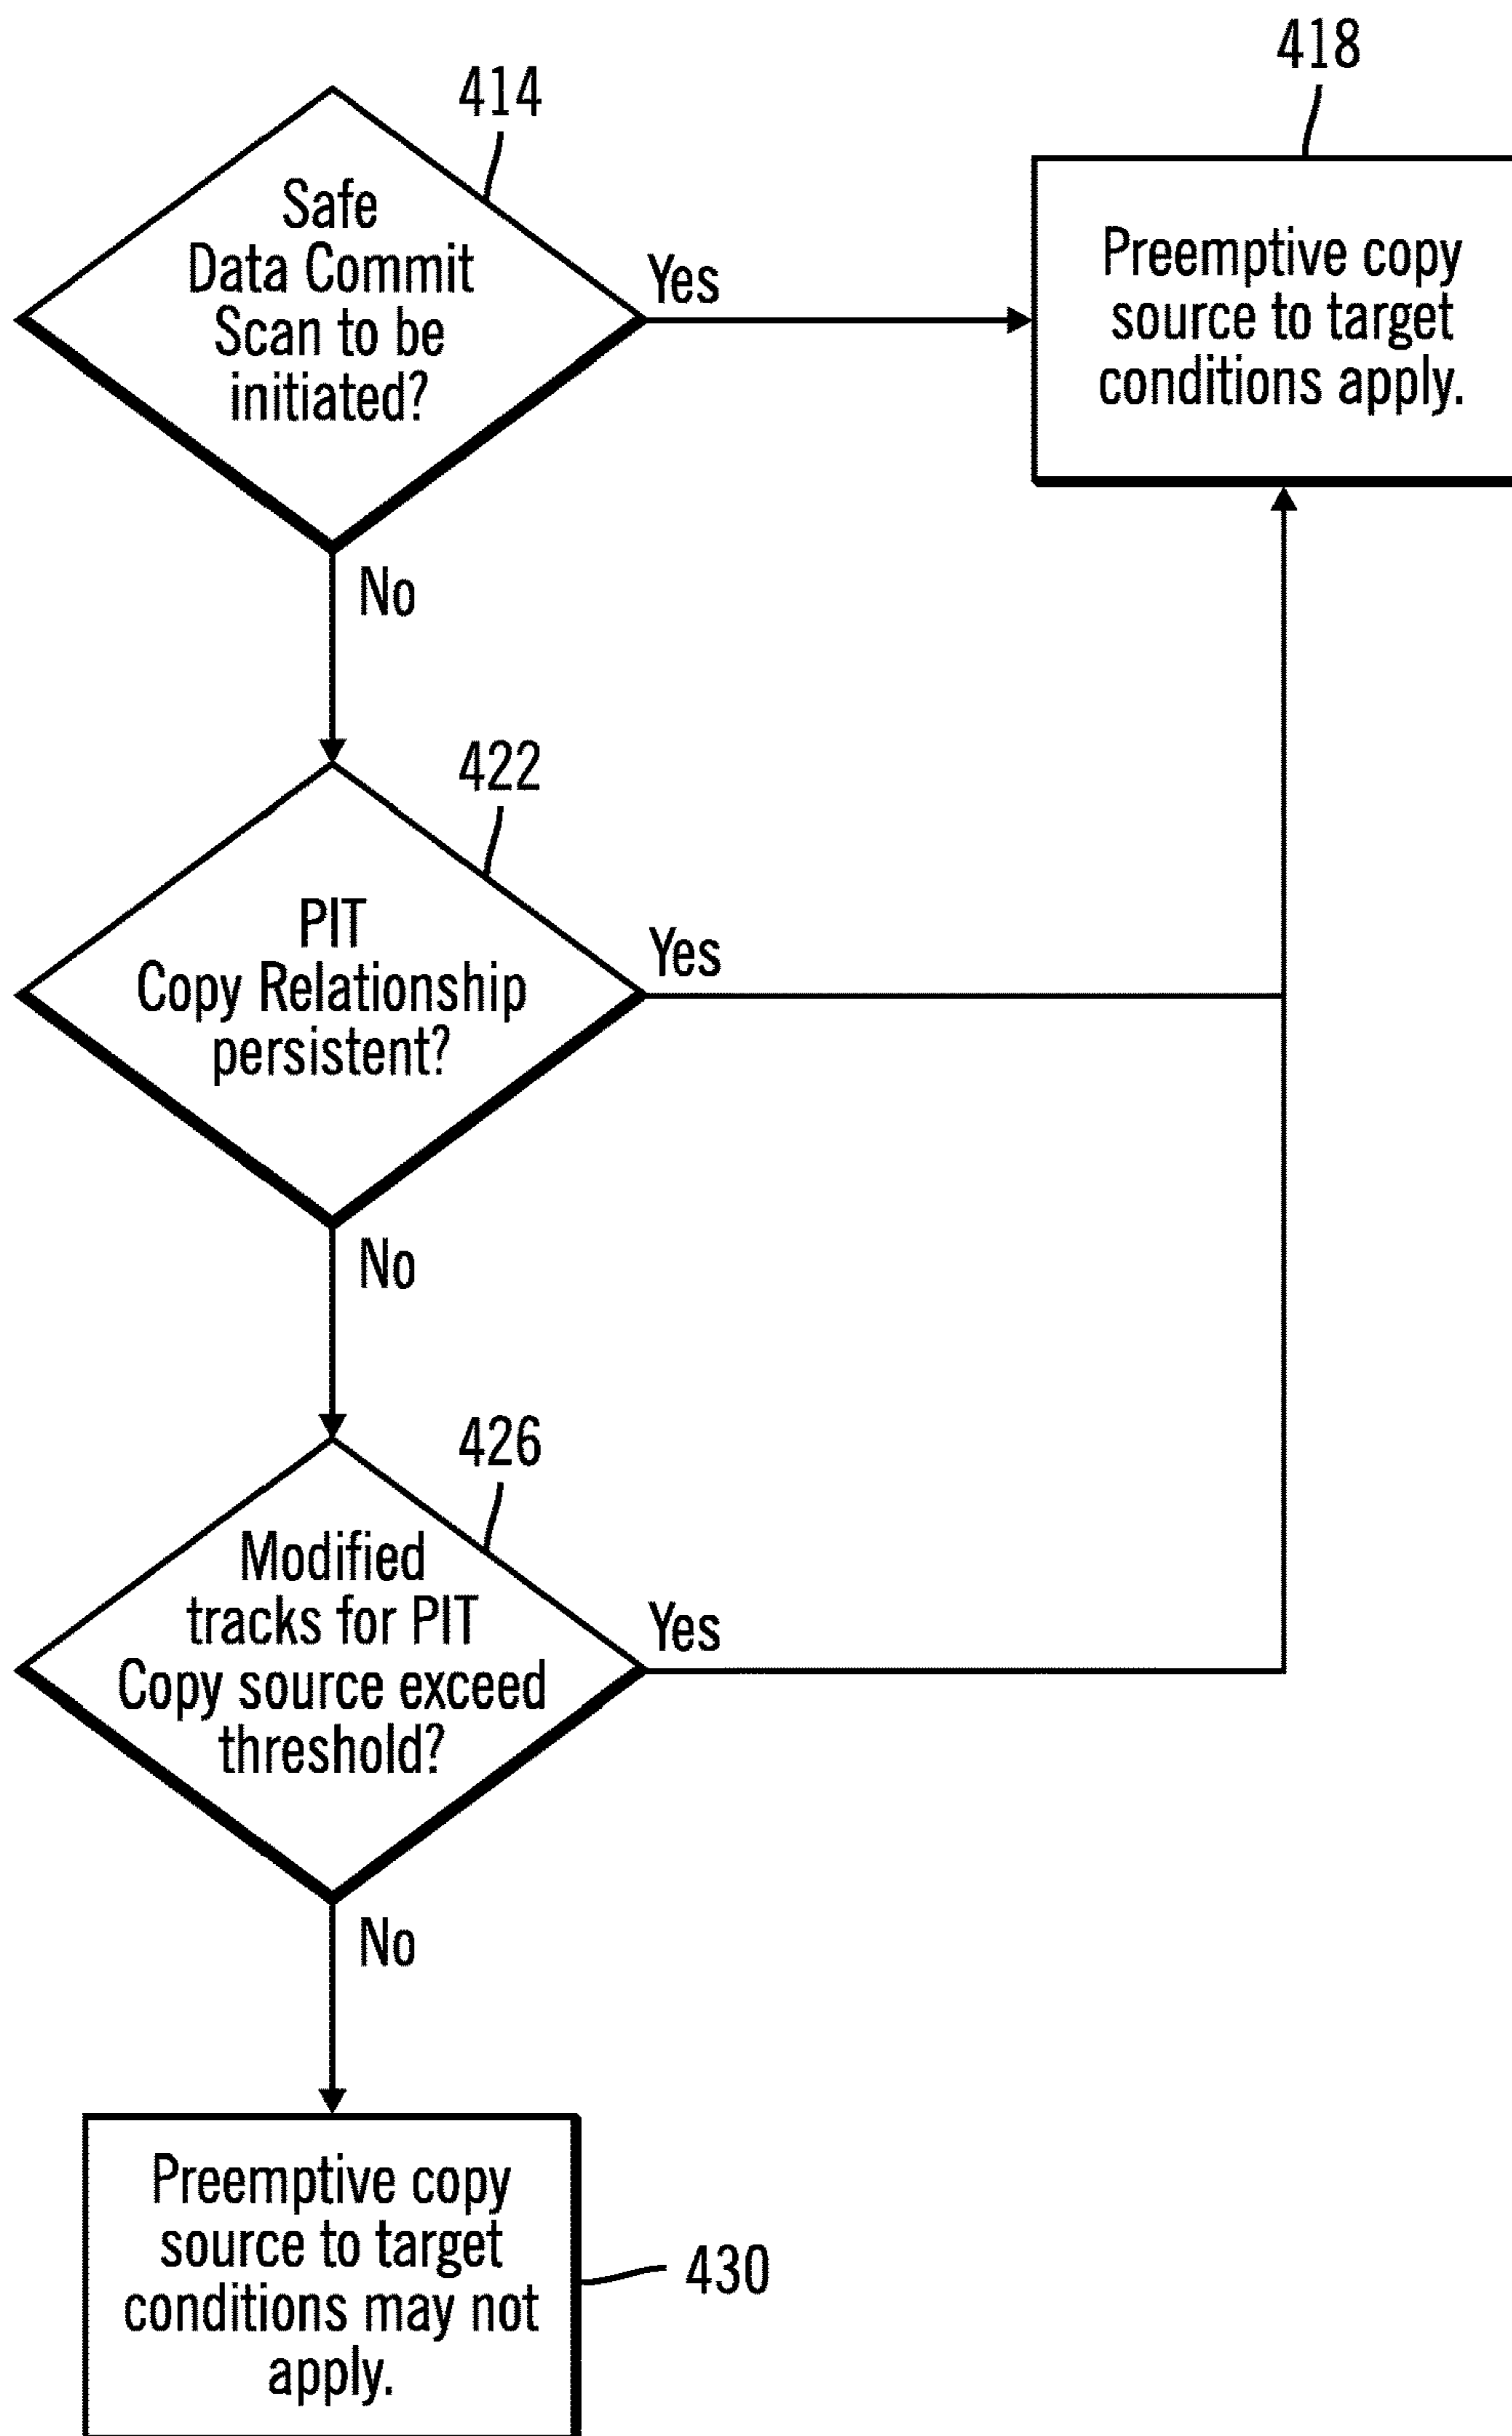 414
Safe
Data Commit
Scan to be
initiated?
Yes
418
Preemptive copy
source to target
conditions apply.
No
422
PIT
Copy Relationship
persistent?
Yes
No
426
Modified
tracks for PIT
Copy source exceed
threshold?
Yes
No
Preemptive copy
source to target
conditions may not
apply.
430